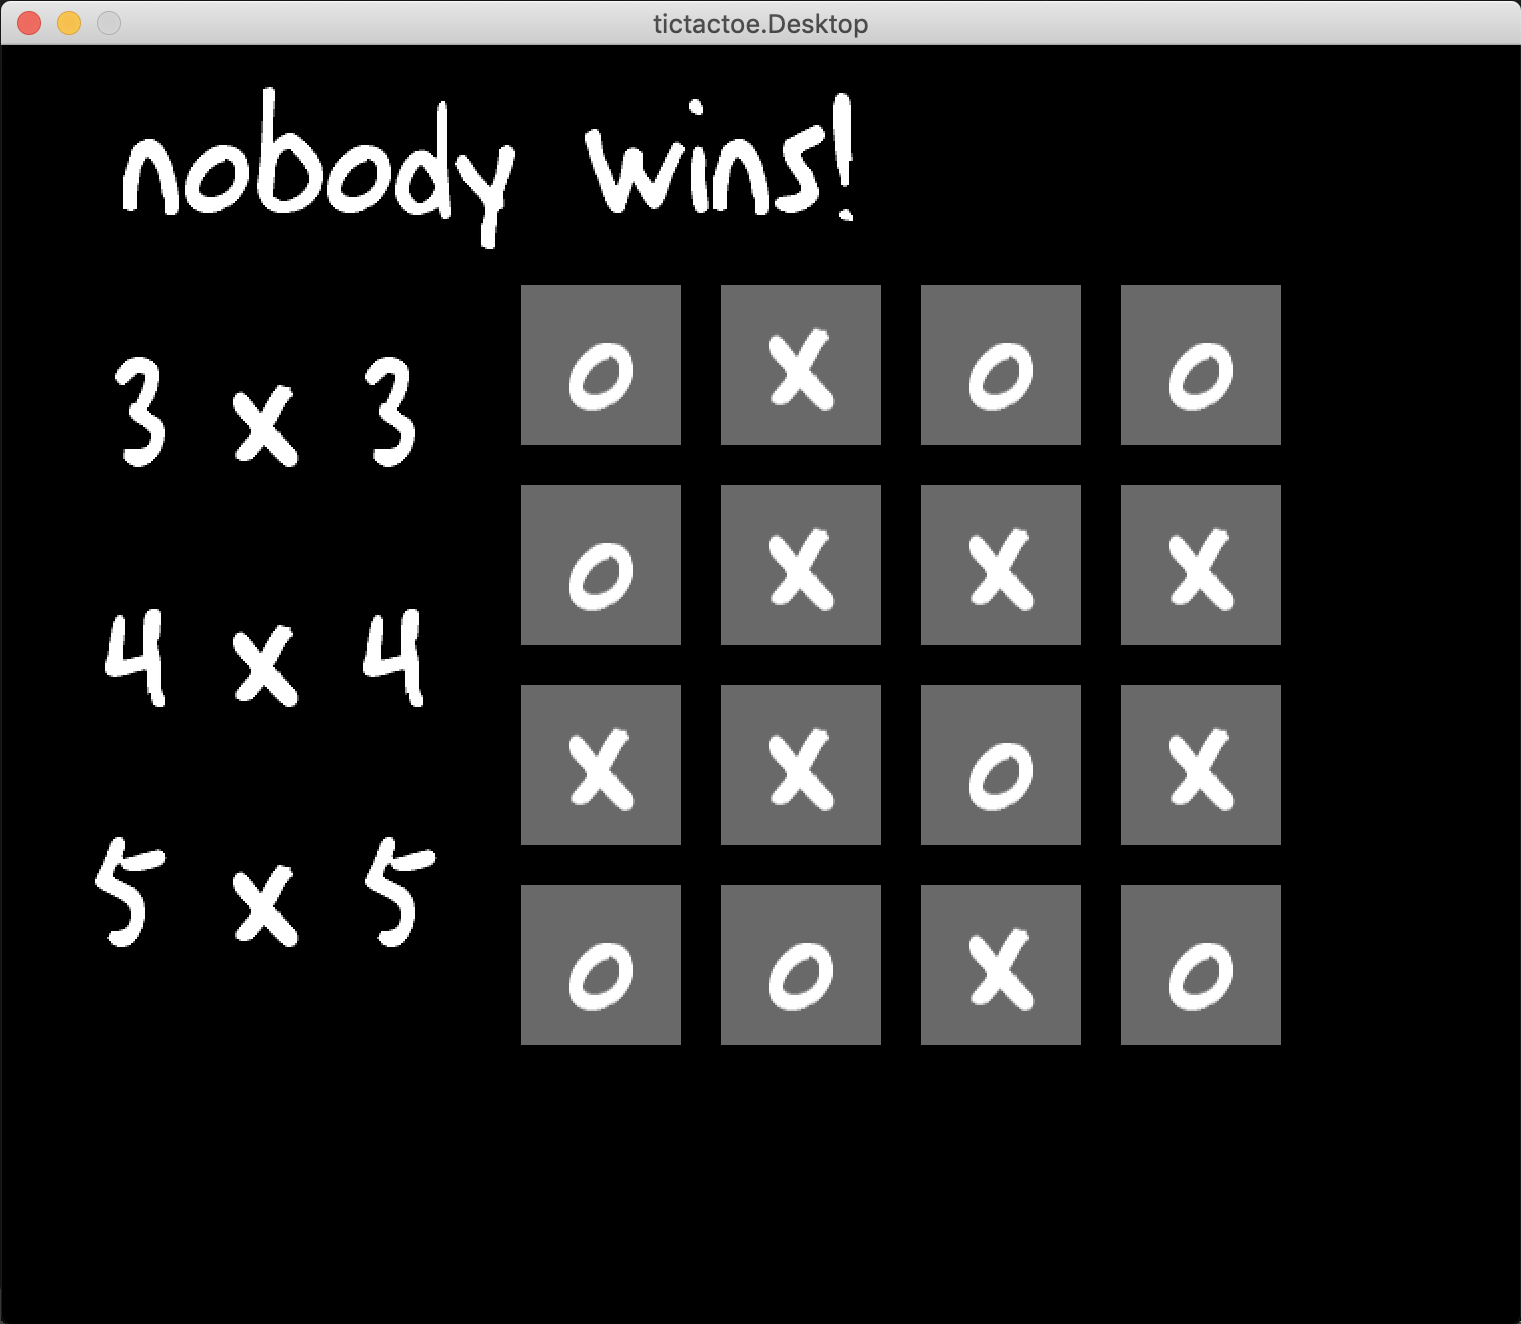 tictactoe.Desktop
nobody wins!
3 x 3
4 x 4
5 x 5
o x o o
o x x x
x x o x
o o x o